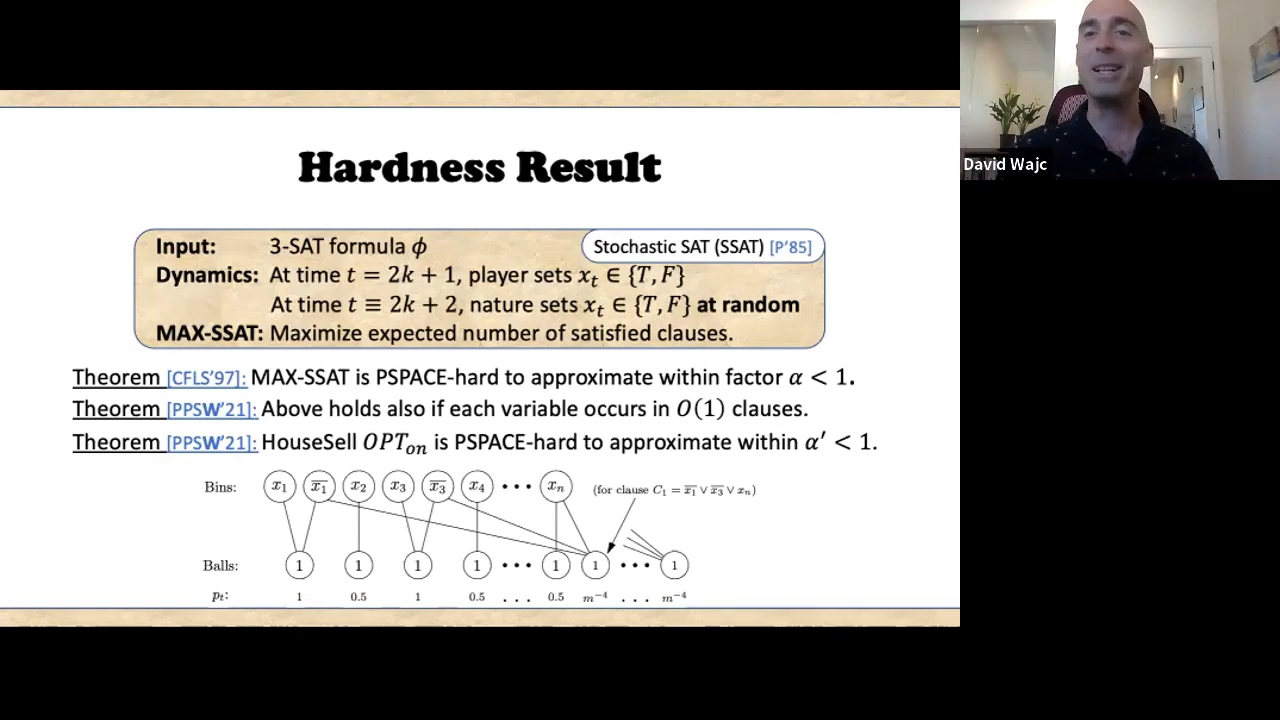 David Wajc
Hardness Result
Input: 3-SAT formula ϕ
Stochastic SAT (SSAT) [P'85]
Dynamics: At time t = 2k + 1, player sets xₜ ∈ {T, F}
At time t ≡ 2k + 2, nature sets xₜ ∈ {T, F} at random
MAX-SSAT: Maximize expected number of satisfied clauses.
Theorem [CFLS'97]: MAX-SSAT is PSPACE-hard to approximate within factor α < 1.
Theorem [PPSW'21]: Above holds also if each variable occurs in O(1) clauses.
Theorem [PPSW'21]: HouseSell OPTₒₙ is PSPACE-hard to approximate within α′ < 1.
Bins: x₁ x̅₁ x₂ x₃ x̅₃ x₄ • • • xₙ (for clause C₁ = x̅₁ ∨ x̅₃ ∨ xₙ)
Balls: 1 1 1 1 • • • 1 1 • • • 1
pₜ: 1 0.5 1 0.5 . . . 0.5 m⁻⁴ . . . m⁻⁴